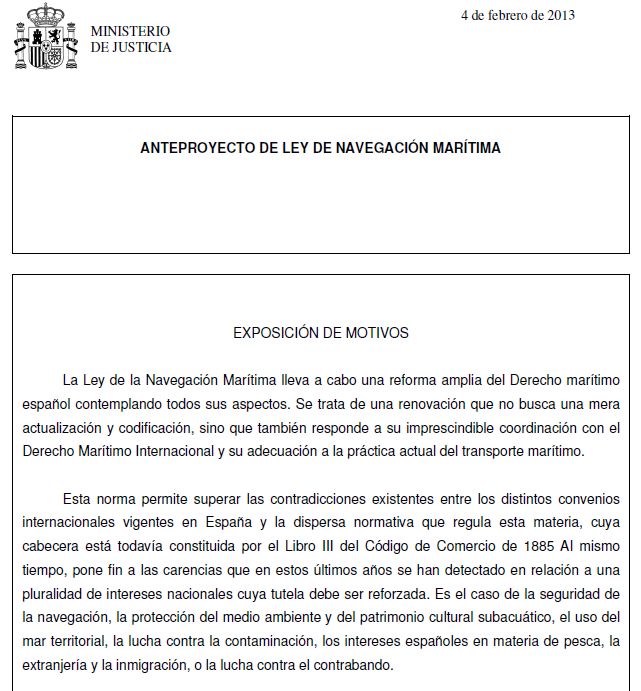 MINISTERIO
DE JUSTICIA
4 de febrero de 2013
ANTEPROYECTO DE LEY DE NAVEGACIÓN MARÍTIMA
EXPOSICIÓN DE MOTIVOS
La Ley de la Navegación Marítima lleva a cabo una reforma amplia del Derecho marítimo
español contemplando todos sus aspectos. Se trata de una renovación que no busca una mera
actualización y codificación, sino que también responde a su imprescindible coordinación con el
Derecho Marítimo Internacional y su adecuación a la práctica actual del transporte marítimo.
Esta norma permite superar las contradicciones existentes entre los distintos convenios
internacionales vigentes en España y la dispersa normativa que regula esta materia, cuya
cabecera está todavía constituida por el Libro III del Código de Comercio de 1885 Al mismo
tiempo, pone fin a las carencias que en estos últimos años se han detectado en relación a una
pluralidad de intereses nacionales cuya tutela debe ser reforzada. Es el caso de la seguridad de
la navegación, la protección del medio ambiente y del patrimonio cultural subacuático, el uso del
mar territorial, la lucha contra la contaminación, los intereses españoles en materia de pesca, la
extranjería y la inmigración, o la lucha contra el contrabando.